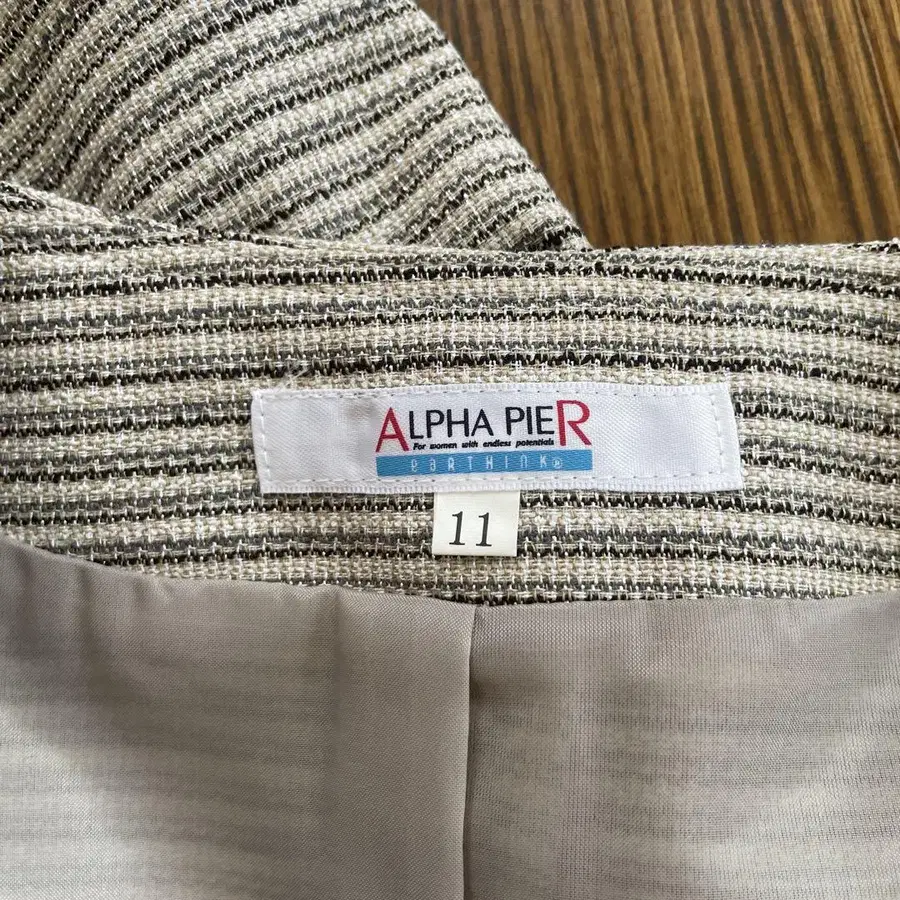 ALPHA PIER
For women with endless potentials
earthink®
11